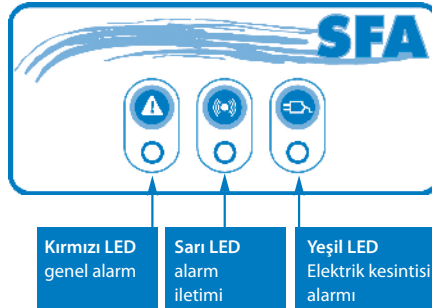 SFA
Kırmızı LED
genel alarm
Sarı LED
alarm
iletimi
Yeşil LED
Elektrik kesintisi
alarmı